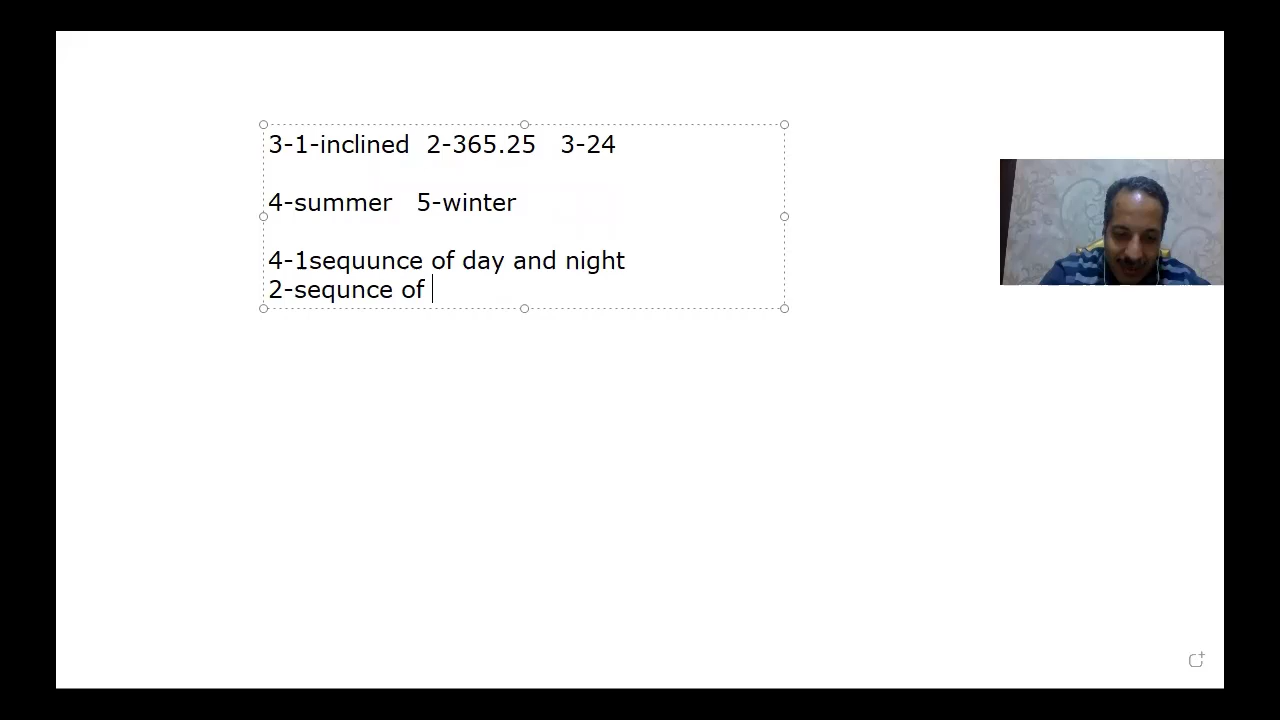 3-1-inclined  2-365.25   3-24
4-summer   5-winter
4-1sequunce of day and night
2-sequnce of